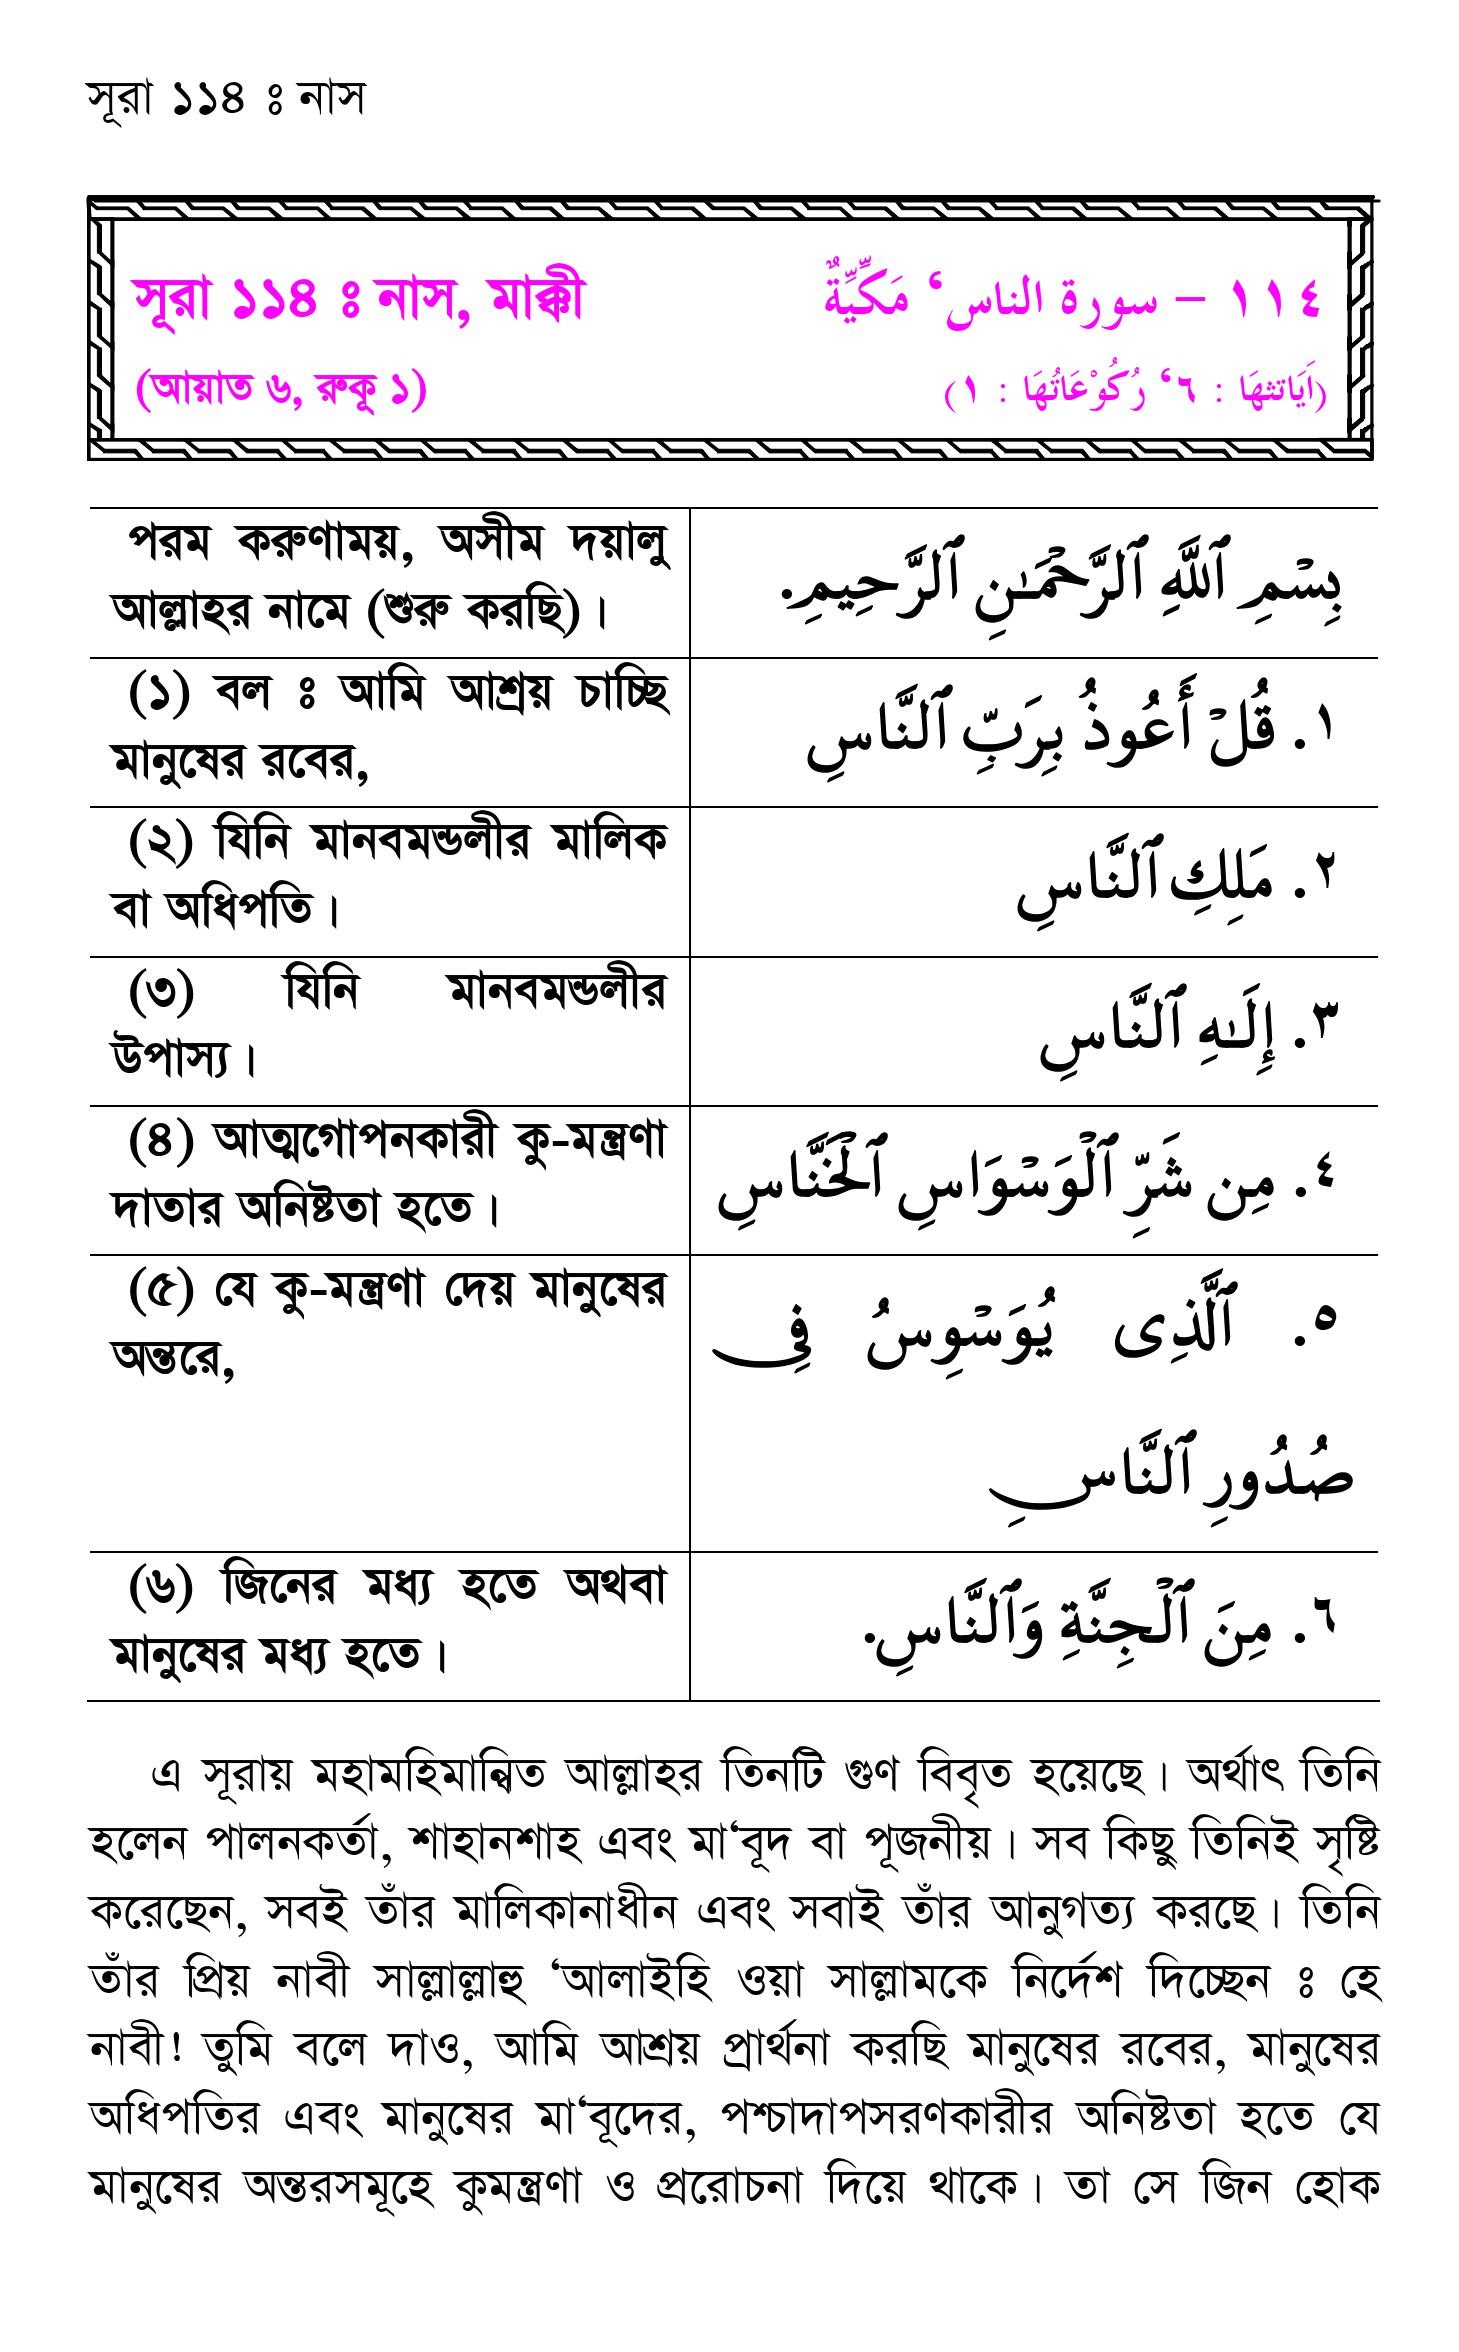 সূরা ১১৪ ঃ নাস
সূরা ১১৪ ঃ নাস, মাক্কী
١١٤ – سورة الناس‘ مَكِّيَّةٌ
(আয়াত ৬, রুকূ ১)
(اَيَاتثهَا : ٦‘ رُكُوْعَاتُهَا : ١)
পরম করুণাময়, অসীম দয়ালু
আল্লাহর নামে (শুরু করছি)।
بِسْمِ ٱللَّهِ ٱلرَّحْمَـٰنِ ٱلرَّحِيمِ.
(১) বল ঃ আমি আশ্রয় চাচ্ছি
মানুষের রবের,
١. قُلْ أَعُوذُ بِرَبِّ ٱلنَّاسِ
(২) যিনি মানবমন্ডলীর মালিক
বা অধিপতি।
٢. مَلِكِ ٱلنَّاسِ
(৩) যিনি মানবমন্ডলীর
উপাস্য।
٣. إِلَـٰهِ ٱلنَّاسِ
(৪) আত্মগোপনকারী কু-মন্ত্রণা
দাতার অনিষ্টতা হতে।
٤. مِن شَرِّ ٱلْوَسْوَاسِ ٱلْخَنَّاسِ
(৫) যে কু-মন্ত্রণা দেয় মানুষের
অন্তরে,
٥. ٱلَّذِى يُوَسْوِسُ فِى
صُدُورِ ٱلنَّاسِ
(৬) জিনের মধ্য হতে অথবা
মানুষের মধ্য হতে।
٦. مِنَ ٱلْجِنَّةِ وَٱلنَّاسِ.
এ সূরায় মহামহিমান্বিত আল্লাহর তিনটি গুণ বিবৃত হয়েছে। অর্থাৎ তিনি
হলেন পালনকর্তা, শাহানশাহ এবং মা‘বূদ বা পূজনীয়। সব কিছু তিনিই সৃষ্টি
করেছেন, সবই তাঁর মালিকানাধীন এবং সবাই তাঁর আনুগত্য করছে। তিনি
তাঁর প্রিয় নাবী সাল্লাল্লাহু ‘আলাইহি ওয়া সাল্লামকে নির্দেশ দিচ্ছেন ঃ হে
নাবী! তুমি বলে দাও, আমি আশ্রয় প্রার্থনা করছি মানুষের রবের, মানুষের
অধিপতির এবং মানুষের মা‘বূদের, পশ্চাদাপসরণকারীর অনিষ্টতা হতে যে
মানুষের অন্তরসমূহে কুমন্ত্রণা ও প্ররোচনা দিয়ে থাকে। তা সে জিন হোক